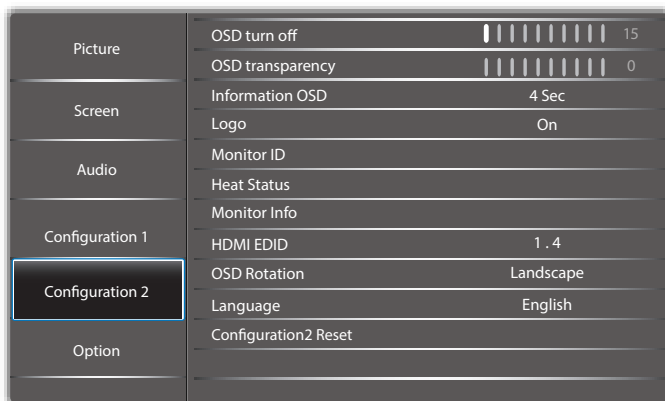 Picture
Screen
Audio
Configuration 1
Configuration 2
Option
OSD turn off 15
OSD transparency 0
Information OSD 4 Sec
Logo On
Monitor ID
Heat Status
Monitor Info
HDMI EDID 1 . 4
OSD Rotation Landscape
Language English
Configuration2 Reset